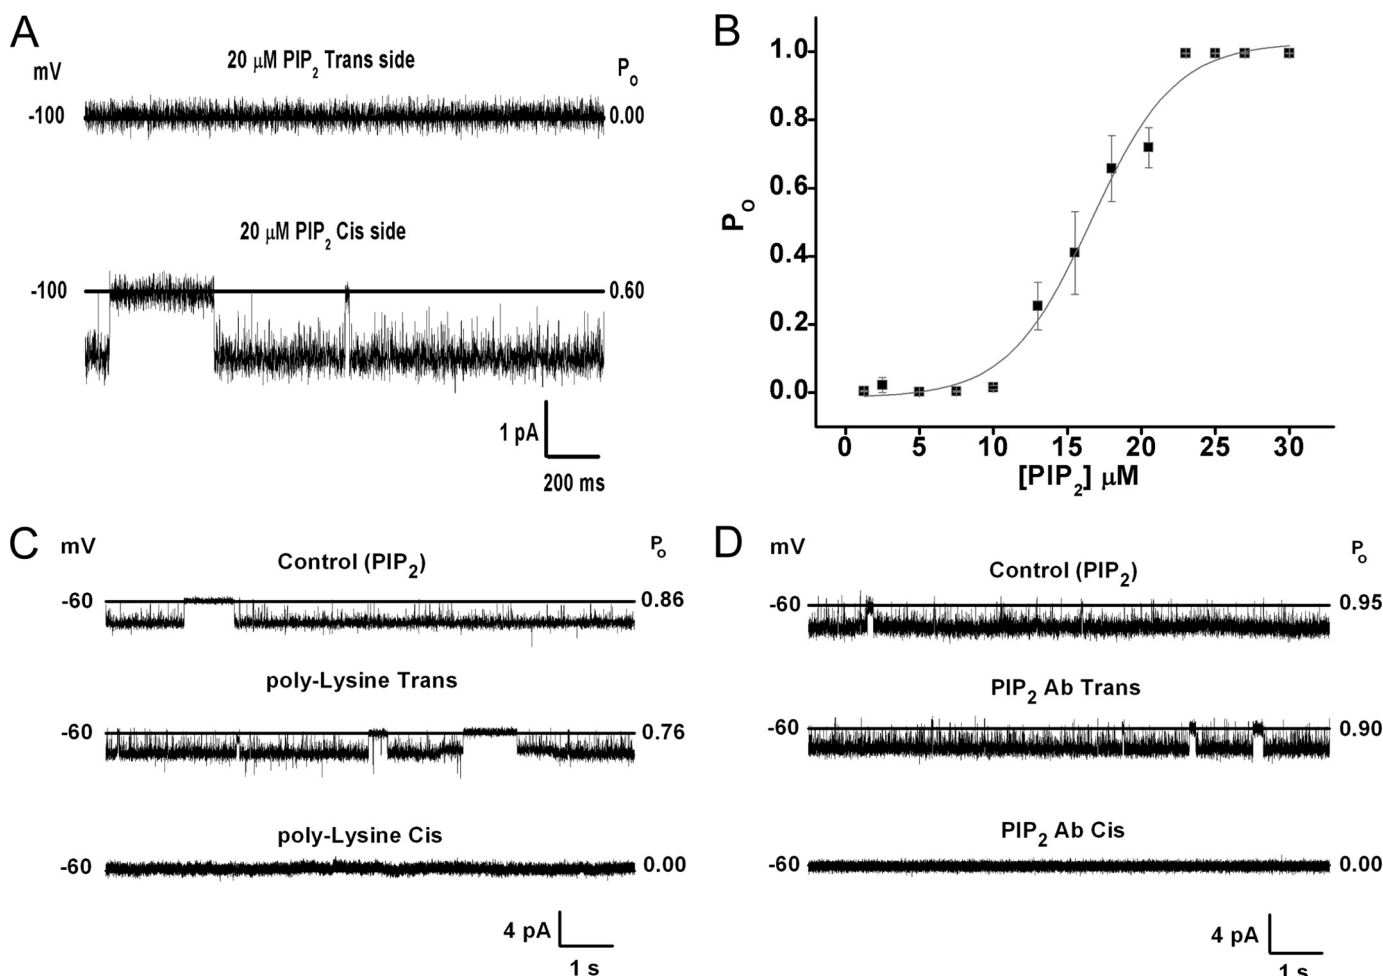 A
20 μM PIP2 Trans side
mV
Po
-100
0.00
20 μM PIP2 Cis side
-100
0.60
1 pA
200 ms
B
1.0
0.8
0.6
0.4
0.2
0.0
Po
0 5 10 15 20 25 30
[PIP2] μM
C
mV
Po
Control (PIP2)
-60
0.86
poly-Lysine Trans
-60
0.76
poly-Lysine Cis
-60
0.00
4 pA
1 s
D
mV
Po
Control (PIP2)
-60
0.95
PIP2 Ab Trans
-60
0.90
PIP2 Ab Cis
-60
0.00
4 pA
1 s